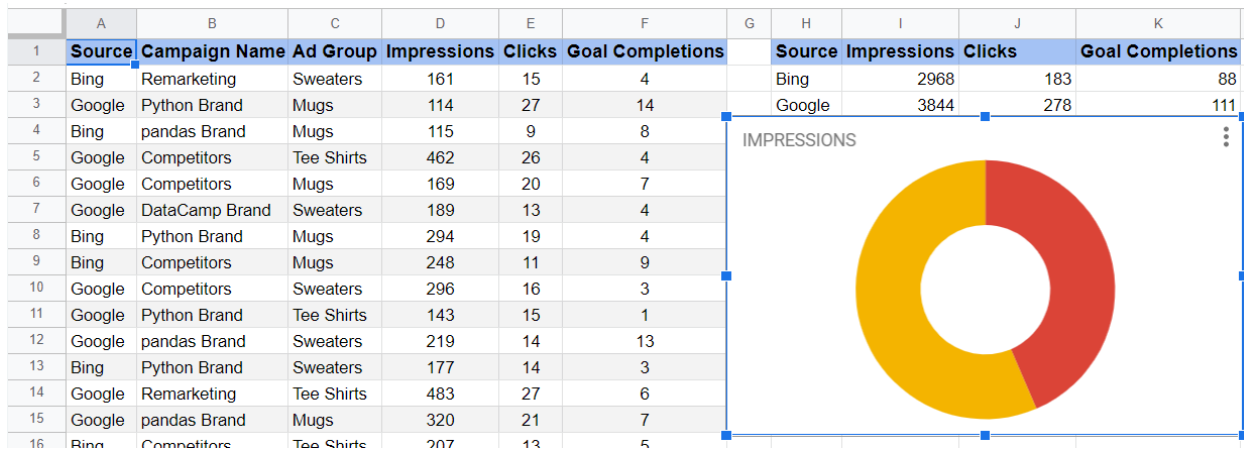 A B C D E F G H I J K
1 Source Campaign Name Ad Group Impressions Clicks Goal Completions Source Impressions Clicks Goal Completions
2 Bing Remarketing Sweaters 161 15 4 Bing 2968 183 88
3 Google Python Brand Mugs 114 27 14 Google 3844 278 111
4 Bing pandas Brand Mugs 115 9 8
IMPRESSIONS
5 Google Competitors Tee Shirts 462 26 4
6 Google Competitors Mugs 169 20 7
7 Google DataCamp Brand Sweaters 189 13 4
8 Bing Python Brand Mugs 294 19 4
9 Bing Competitors Mugs 248 11 9
10 Google Competitors Sweaters 296 16 3
11 Google Python Brand Tee Shirts 143 15 1
12 Google pandas Brand Sweaters 219 14 13
13 Bing Python Brand Sweaters 177 14 3
14 Google Remarketing Tee Shirts 483 27 6
15 Google pandas Brand Mugs 320 21 7
16 Bing Competitors Tee Shirts 207 13 5